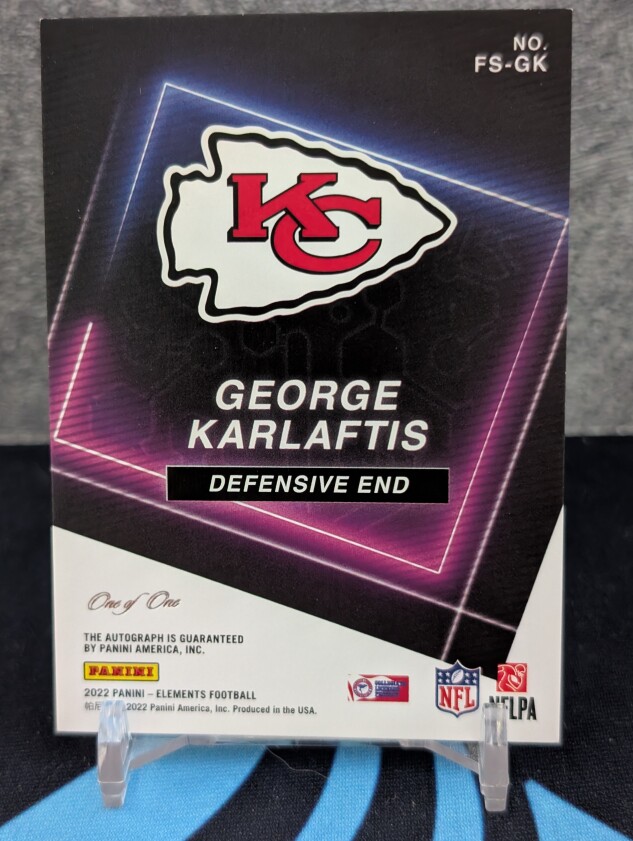 NO.
FS-GK
KC
GEORGE
KARLAFTIS
DEFENSIVE END
One of One
THE AUTOGRAPH IS GUARANTEED
BY PANINI AMERICA, INC.
PANINI
2022 PANINI – ELEMENTS FOOTBALL
2022 Panini America, Inc. Produced in the USA.
NFL
NFLPA